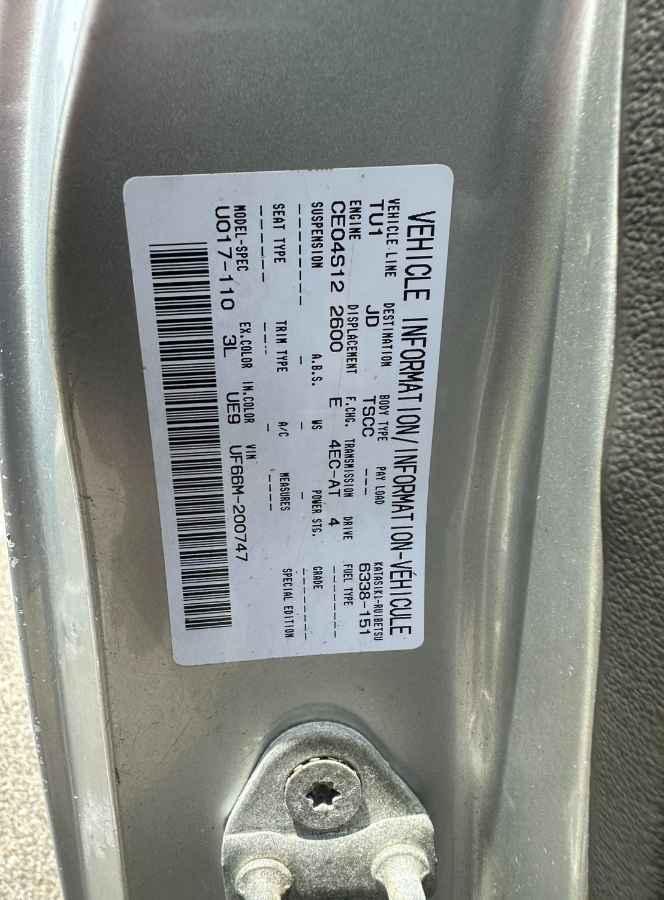 VEHICLE INFORMATION/INFORMATION-VÉHICULE
VEHICLE LINE DESTINATION BODY TYPE PAY LOAD KATASIKI-RUIBETSU
TU1 JD TSCC --- 6338-151
ENGINE DISPLACEMENT F.CHG. TRANSMISSION DRIVE FUEL TYPE
CE04S12 2600 E 4EC-AT 4 ------
SUSPENSION A.B.S. WS POWER STG. GRADE
------ - - - ------
SEAT TYPE TRIM TYPE A/C MEASURES SPECIAL EDITION
----- --- - ----
MODEL-SPEC EX.COLOR IN.COLOR VIN
U017-110 3L UE9 UF66M-200747